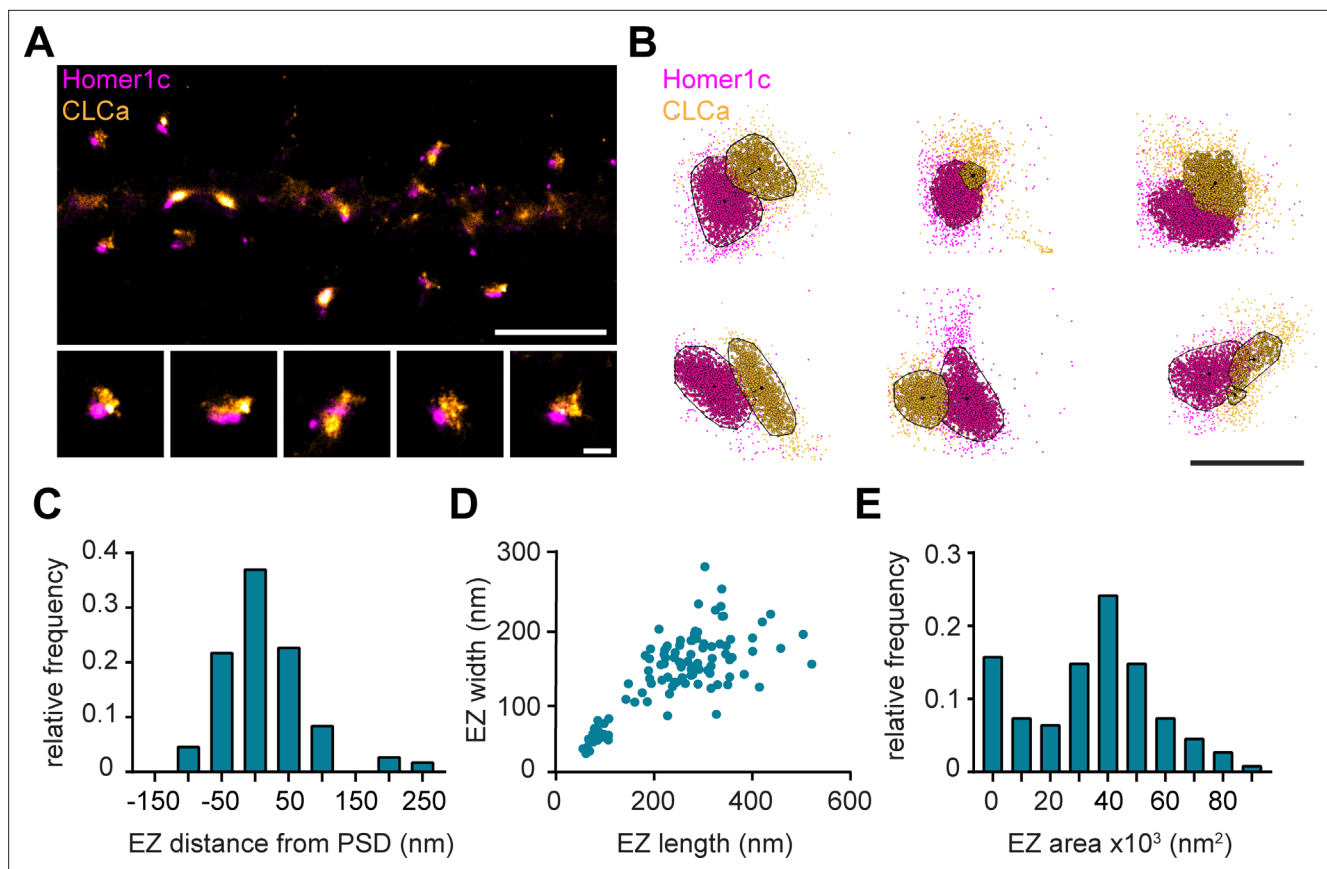 A
Homer1c
CLCa
B
Homer1c
CLCa
C
relative frequency
0.4
0.3
0.2
0.1
0
-150 -50 50 150 250
EZ distance from PSD (nm)
D
EZ width (nm)
300
200
100
0
0 200 400 600
EZ length (nm)
E
relative frequency
0.3
0.2
0.1
0
0 20 40 60 80
EZ area x10³ (nm²)